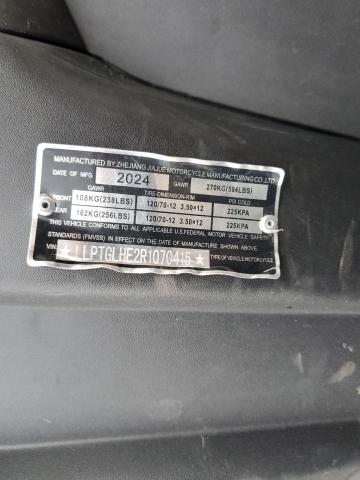 MANUFACTURED BY:ZHEJIANG JIAJUE MOTORCYCLE MANUFACTURING CO.,LTD
DATE OF MFG 2024 GAWR 270KG(594LBS)
GAWR TIRE-DIMENSION-RIM PSI COLD
FRONT 108KG(238LBS) 120/70-12 3.50×12 225KPA
REAR 162KG(256LBS) 120/70-12 3.50×12 225KPA
THIS VEHICLE CONFORMS TO ALL APPLICABLE U.S.FEDERAL MOTOR VEHICLE SAFETY
STANDARDS (FMVSS) IN EFFECT ON THE DATE OF MANUFACTURE SHOWN ABOVE.
VIN: TYPE OF VEHICLE:MOTORCYCLE